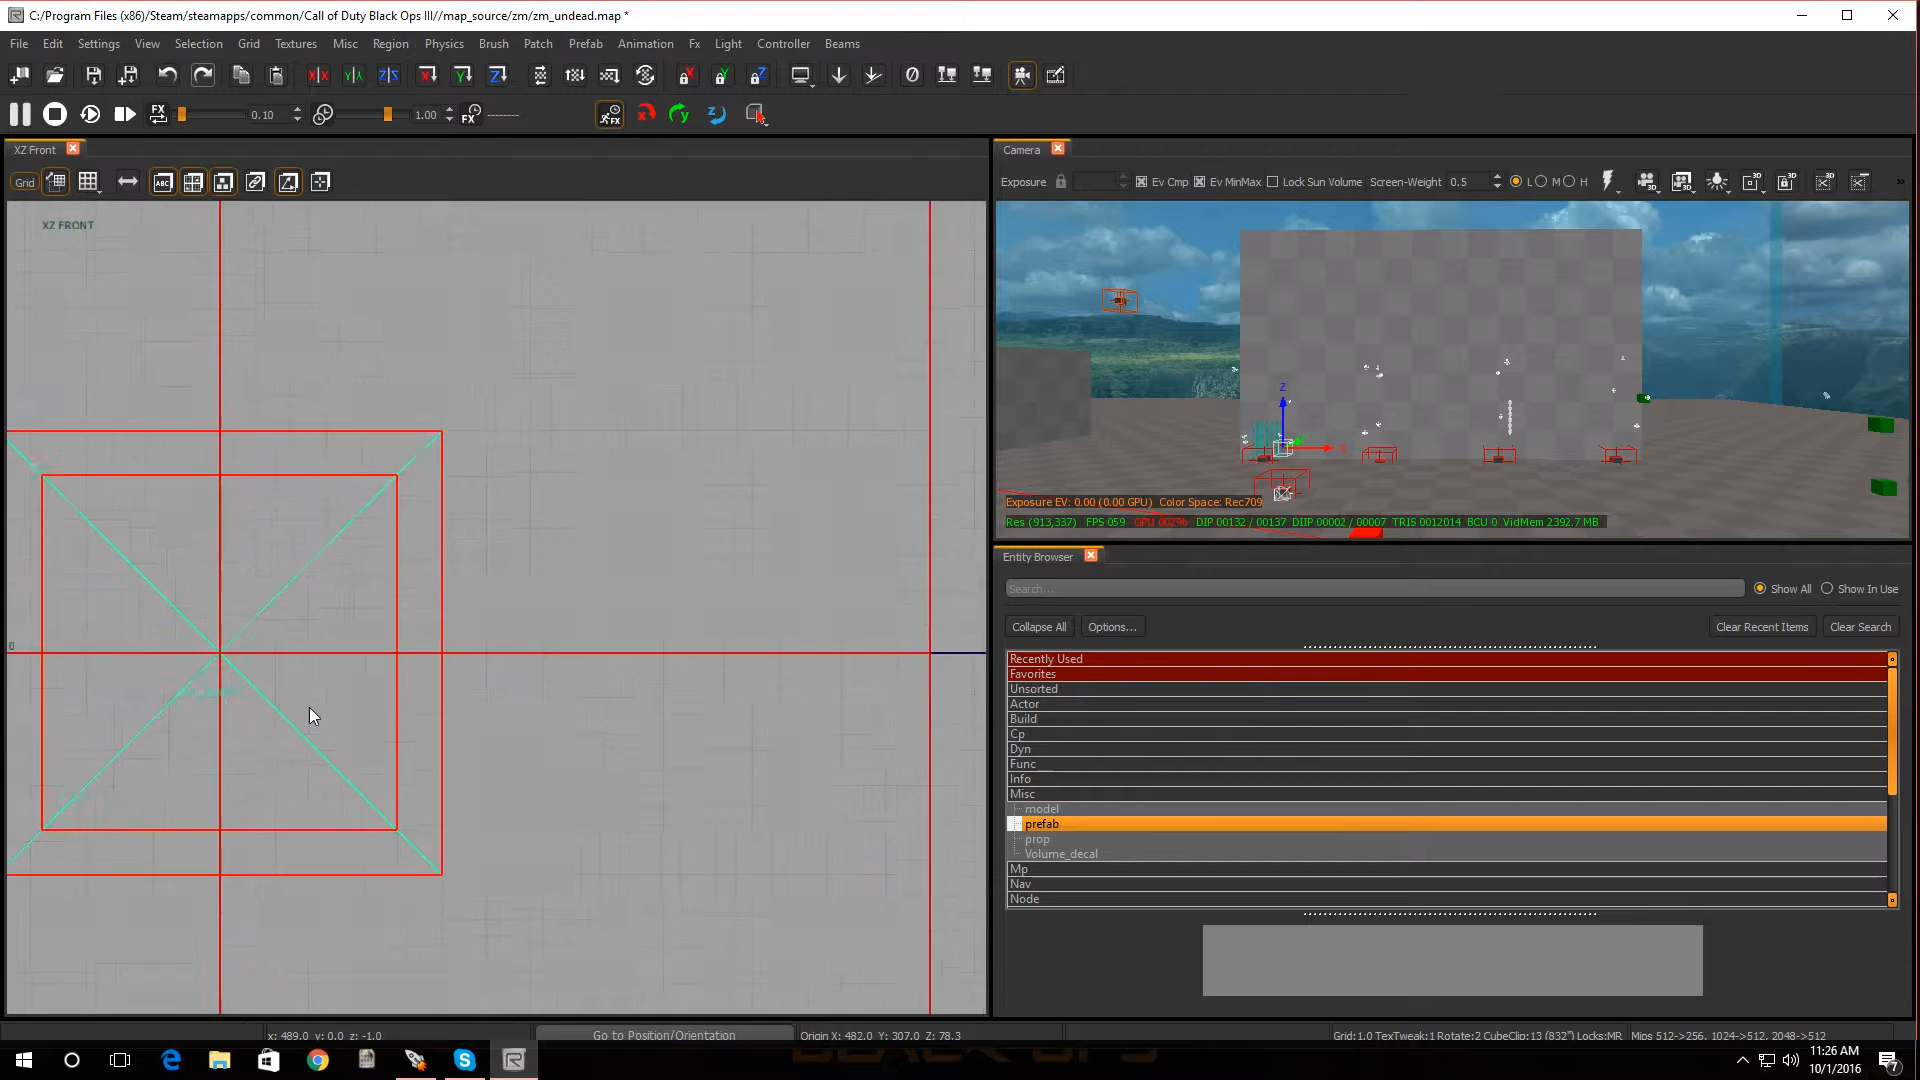 C:/Program Files (x86)/Steam/steamapps/common/Call of Duty Black Ops III//map_source/zm/zm_undead.map *
File Edit Settings View Selection Grid Textures Misc Region Physics Brush Patch Prefab Animation Fx Light Controller Beams
FX 0.10 1.00 FX --------
XZ Front
Grid
ABC
XZ FRONT
0
Camera
Exposure Ev Cmp Ev MinMax Lock Sun Volume Screen-Weight 0.5 L M H
Z
Exposure EV: 0.00 (0.00 GPU) Color Space: Rec709
Res (913,337) FPS 059 GPU 002% DIP 00132 / 00137 DIIP 00002 / 00007 TRIS 0012014 BCU 0 VidMem 2392.7 MB
Entity Browser
Search...
Show All Show In Use
Collapse All Options... Clear Recent Items Clear Search
Recently Used
Favorites
Unsorted
Actor
Build
Cp
Dyn
Func
Info
Misc
model
prefab
prop
Volume_decal
Mp
Nav
Node
x: 489.0 y: 0.0 z: -1.0
Go to Position/Orientation
Origin X: 482.0 Y: 307.0 Z: 78.3
Grid:1.0 TexTweak:1 Rotate:2 CubeClip:13 (832") Locks:MR
Mips 512->256, 1024->512, 2048->512
11:26 AM
10/1/2016
7